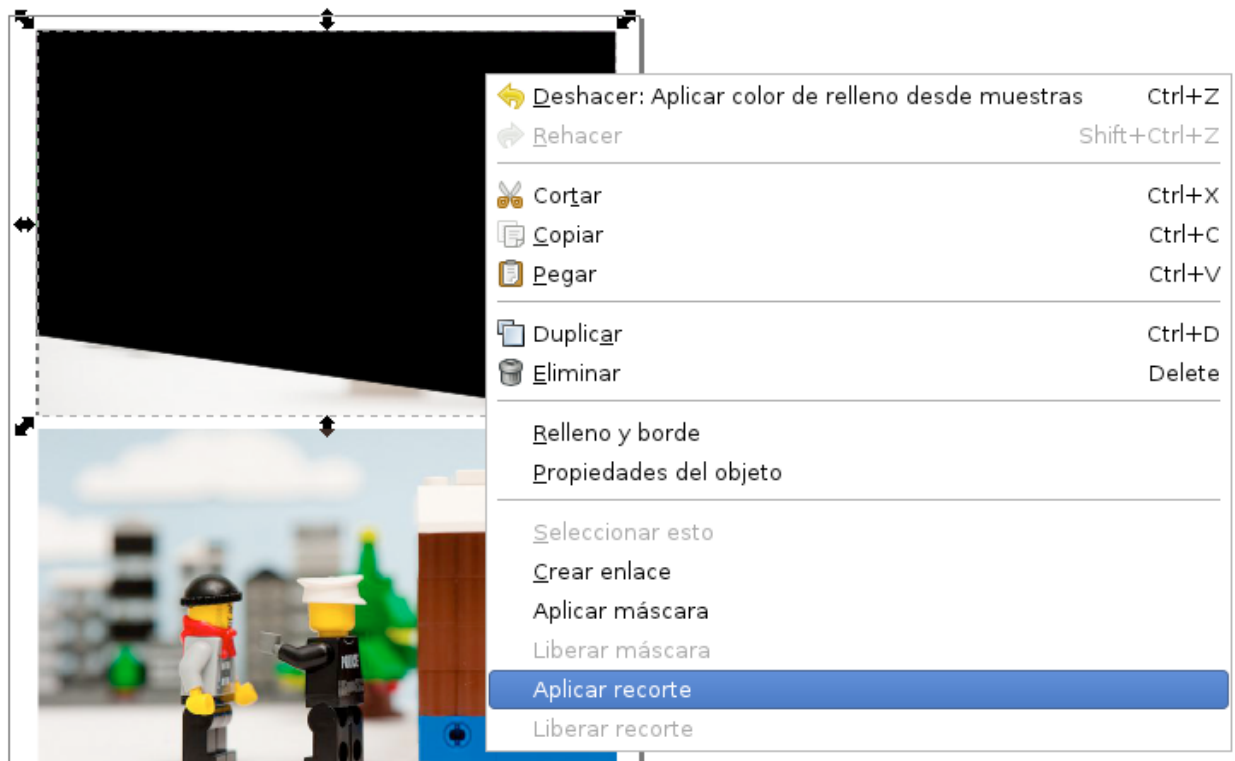 Deshacer: Aplicar color de relleno desde muestras Ctrl+Z
Rehacer Shift+Ctrl+Z
Cortar Ctrl+X
Copiar Ctrl+C
Pegar Ctrl+V
Duplicar Ctrl+D
Eliminar Delete
Relleno y borde
Propiedades del objeto
Seleccionar esto
Crear enlace
Aplicar máscara
Liberar máscara
Aplicar recorte
Liberar recorte
POLICE